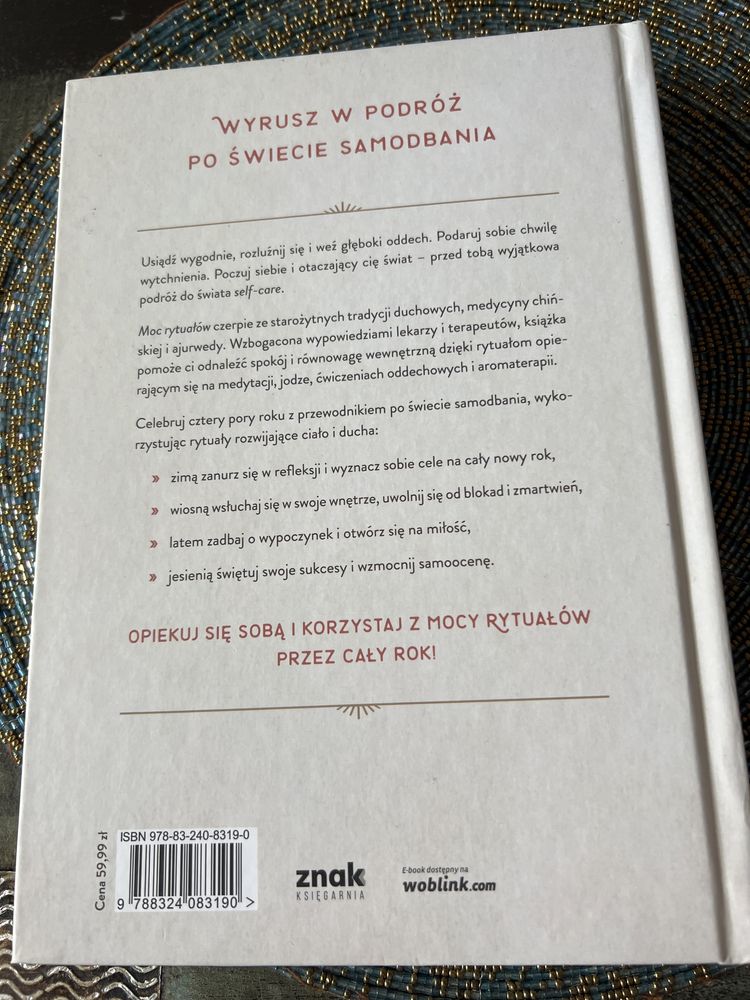 WYRUSZ W PODRÓŻ
PO ŚWIECIE SAMODBANIA
Usiądź wygodnie, rozluźnij się i weź głęboki oddech. Podaruj sobie chwilę
wytchnienia. Poczuj siebie i otaczający cię świat – przed tobą wyjątkowa
podróż do świata self-care.
Moc rytuałów czerpie ze starożytnych tradycji duchowych, medycyny chiń-
skiej i ajurwedy. Wzbogacona wypowiedziami lekarzy i terapeutów, książka
pomoże ci odnaleźć spokój i równowagę wewnętrzną dzięki rytuałom opie-
rającym się na medytacji, jodze, ćwiczeniach oddechowych i aromaterapii.
Celebruj cztery pory roku z przewodnikiem po świecie samodbania, wyko-
rzystując rytuały rozwijające ciało i ducha:
» zimą zanurz się w refleksji i wyznacz sobie cele na cały nowy rok,
» wiosną wsłuchaj się w swoje wnętrze, uwolnij się od blokad i zmartwień,
» latem zadbaj o wypoczynek i otwórz się na miłość,
» jesienią świętuj swoje sukcesy i wzmocnij samoocenę.
OPIEKUJ SIĘ SOBĄ I KORZYSTAJ Z MOCY RYTUAŁÓW
PRZEZ CAŁY ROK!
Cena 59,99 zł
ISBN 978-83-240-8319-0
9 788324 083190 >
znak
KSIĘGARNIA
E-book dostępny na
woblink.com